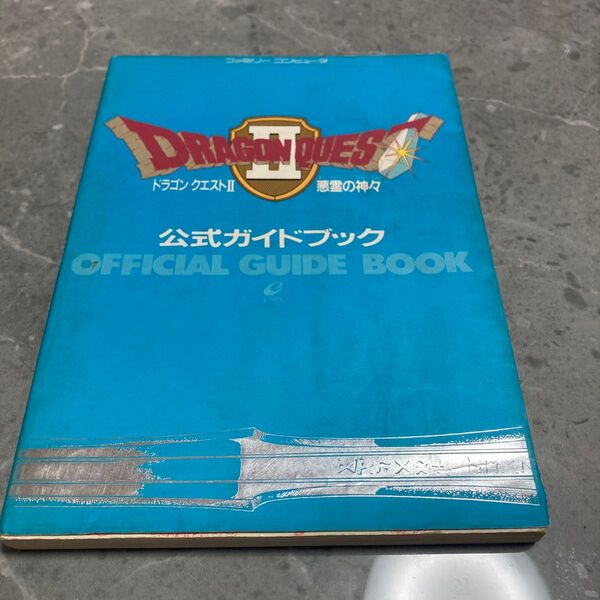 ファミリー コンピュータ
DRAGON QUEST
II
ドラゴン クエストII 悪霊の神々
公式ガイドブック
OFFICIAL GUIDE BOOK
ENIX